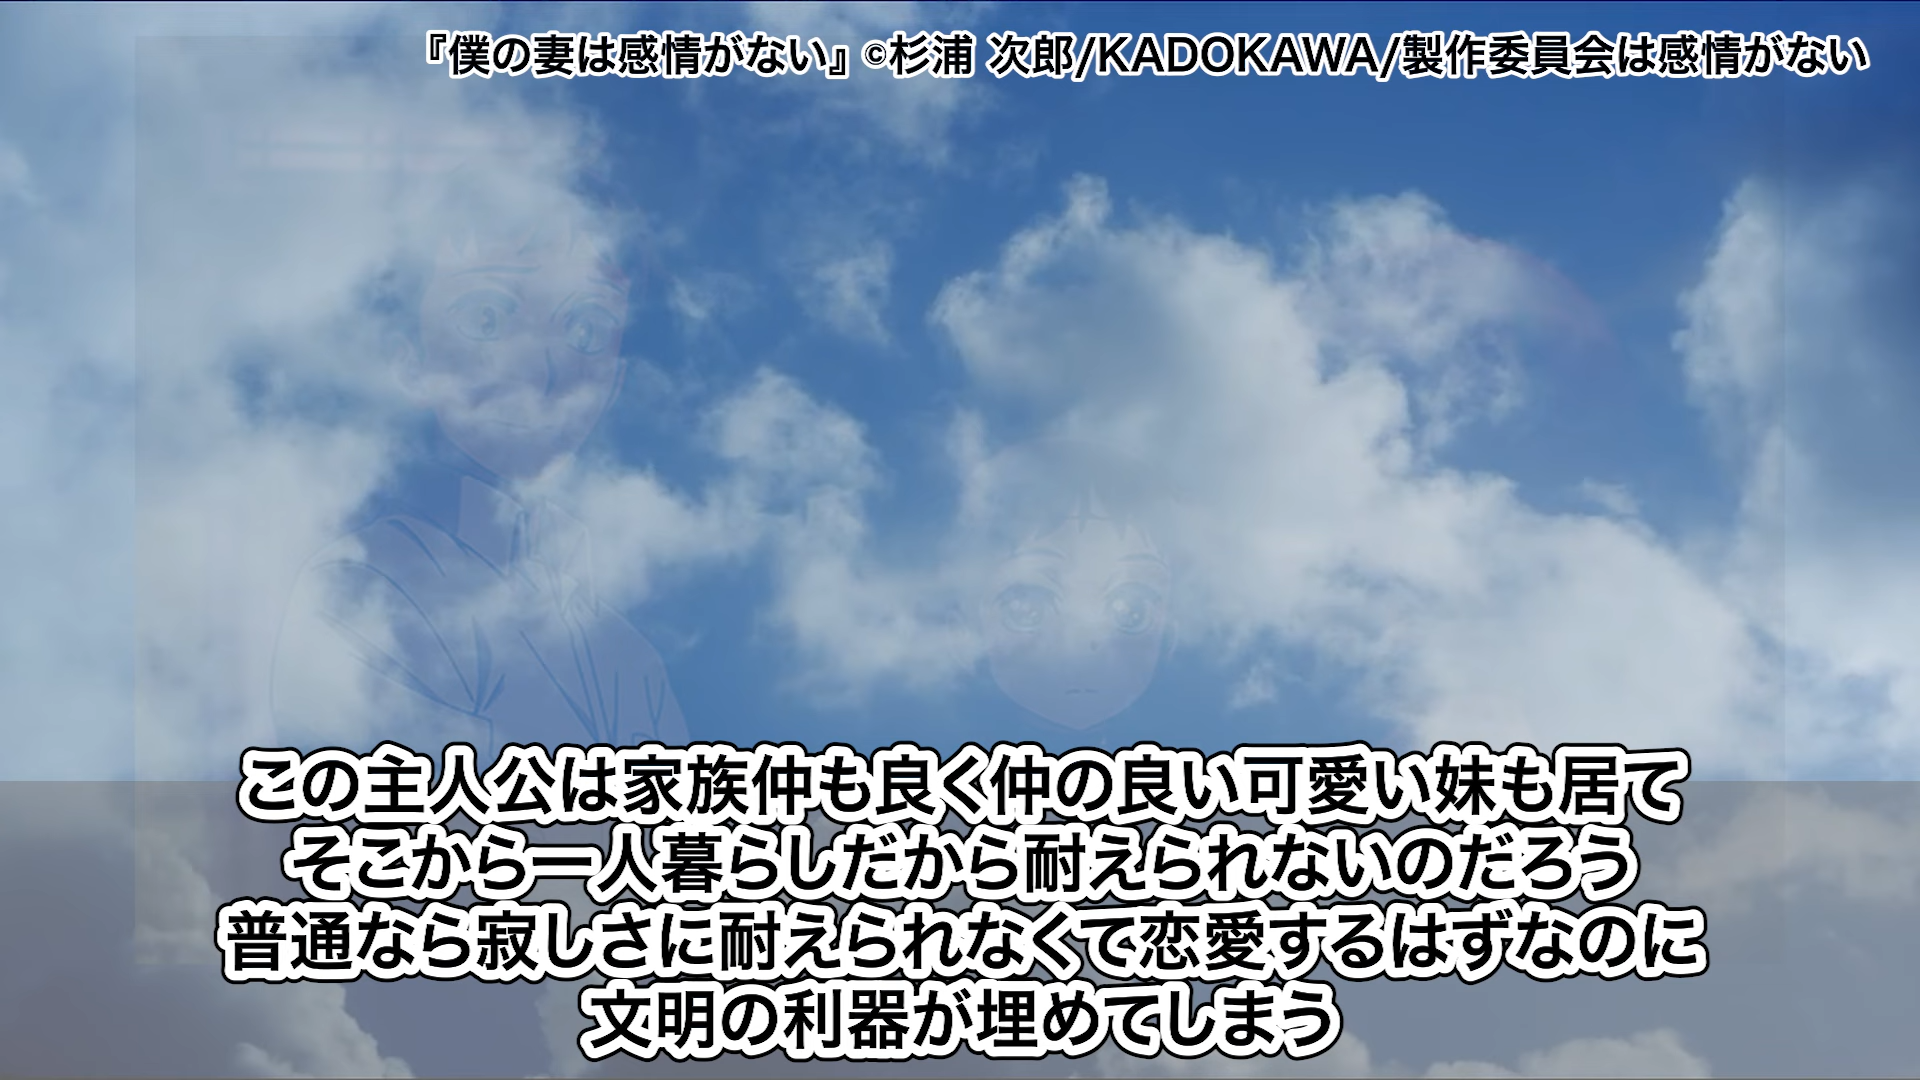 『僕の妻は感情がない』©杉浦 次郎/KADOKAWA/製作委員会は感情がない
この主人公は家族仲も良く仲の良い可愛い妹も居て
そこから一人暮らしだから耐えられないのだろう
普通なら寂しさに耐えられなくて恋愛するはずなのに
文明の利器が埋めてしまう